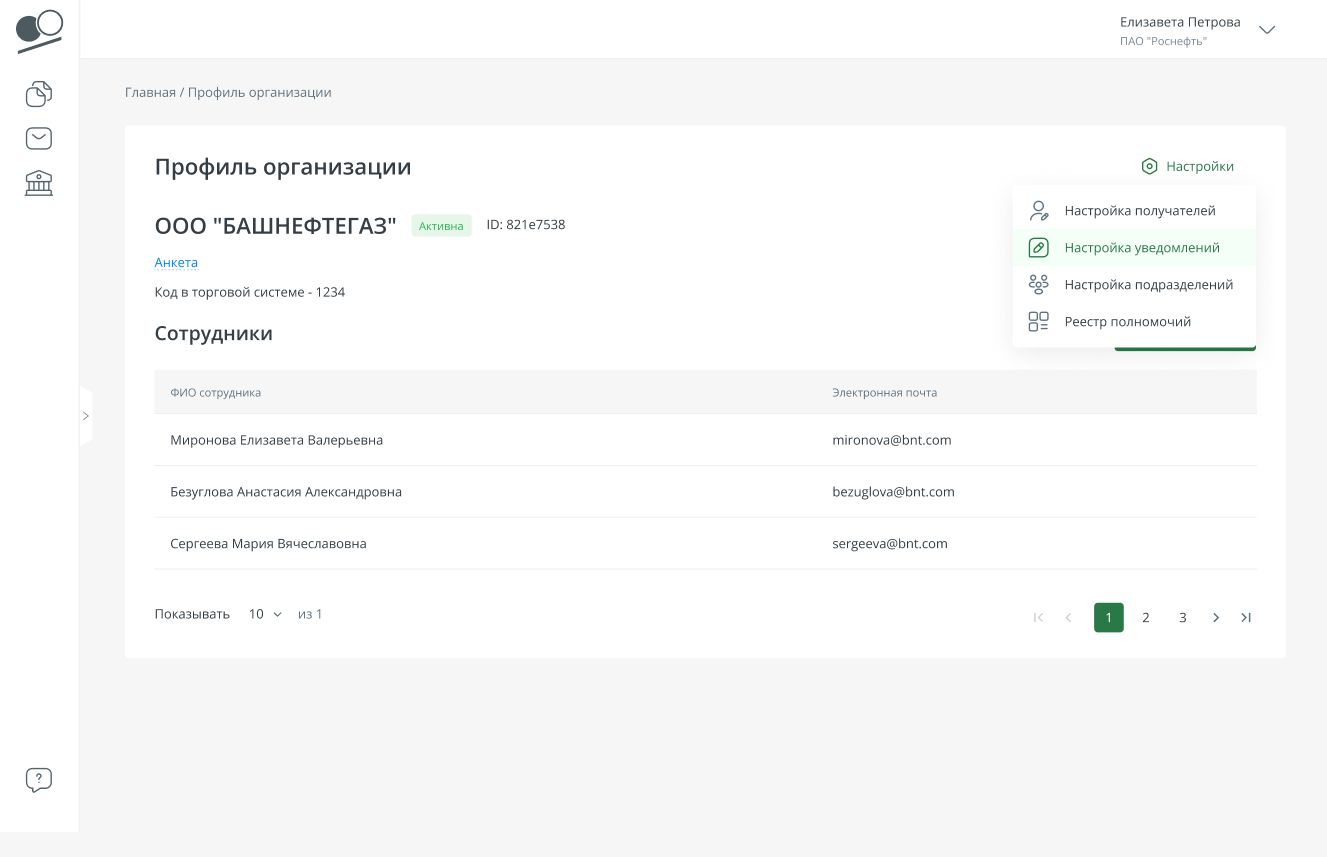 Елизавета Петрова
ПАО "Роснефть"
Главная / Профиль организации
Профиль организации
Настройки
ООО "БАШНЕФТЕГАЗ" Активна ID: 821e7538
Настройка получателей
Настройка уведомлений
Анкета
Настройка подразделений
Код в торговой системе - 1234
Реестр полномочий
Сотрудники
ФИО сотрудника Электронная почта
Миронова Елизавета Валерьевна mironova@bnt.com
Безуглова Анастасия Александровна bezuglova@bnt.com
Сергеева Мария Вячеславовна sergeeva@bnt.com
Показывать 10 из 1 1 2 3
?